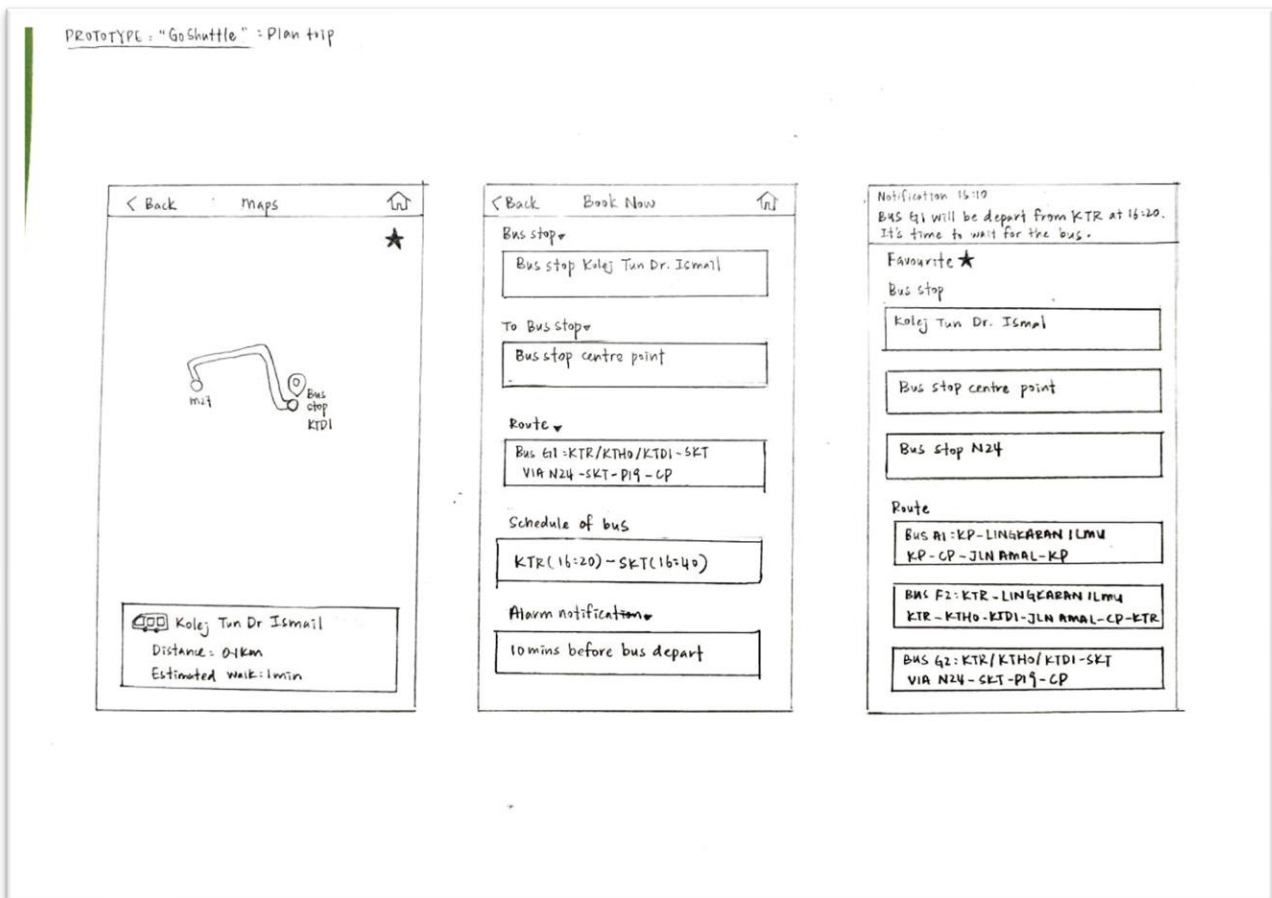 PROTOTYPE : "GoShuttle" : Plan trip
< Back Maps
m27
Bus
stop
KTDI
Kolej Tun Dr Ismail
Distance: 0.1km
Estimated walk: 1min
< Back Book Now
Bus stop
Bus stop Kolej Tun Dr. Ismail
To Bus stop
Bus stop centre point
Route
Bus G1 : KTR/KTHO/KTDI-SKT
VIA N24-SKT-P19-CP
Schedule of bus
KTR(16:20)-SKT(16:40)
Alarm notification
10 mins before bus depart
Notification 16:10
Bus G1 will be depart from KTR at 16:20.
It's time to wait for the bus.
Favourite ★
Bus stop
Kolej Tun Dr. Ismal
Bus stop centre point
Bus stop N24
Route
Bus A1 : KP-LINGKARAN ILMU
KP-CP-JLN AMAL-KP
Bus F2 : KTR-LINGKARAN ILMU
KTR-KTHO-KTDI-JLN AMAL-CP-KTR
Bus G2 : KTR/KTHO/KTDI-SKT
VIA N24-SKT-P19-CP